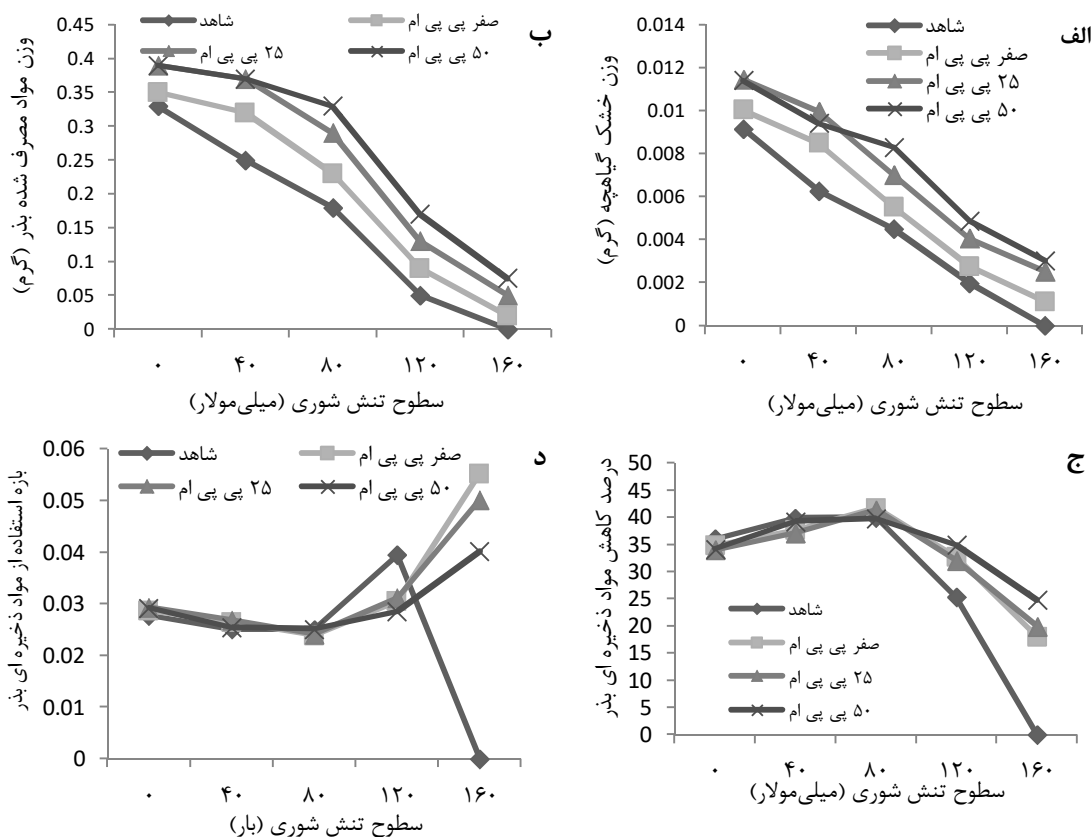 الف
وزن خشک گیاهچه (گرم)
0.014
0.012
0.01
0.008
0.006
0.004
0.002
0
شاهد
صفر پی پی ام
۲۵ پی پی ام
۵۰ پی پی ام
۰ ۴۰ ۸۰ ۱۲۰ ۱۶۰
سطوح تنش شوری (میلی‌مولار)
ب
وزن مواد مصرف شده بذر (گرم)
0.45
0.4
0.35
0.3
0.25
0.2
0.15
0.1
0.05
0
شاهد
صفر پی پی ام
۲۵ پی پی ام
۵۰ پی پی ام
۰ ۴۰ ۸۰ ۱۲۰ ۱۶۰
سطوح تنش شوری (میلی‌مولار)
ج
درصد کاهش مواد ذخیره ای بذر
50
45
40
35
30
25
20
15
10
5
0
شاهد
صفر پی پی ام
۲۵ پی پی ام
۵۰ پی پی ام
۰ ۴۰ ۸۰ ۱۲۰ ۱۶۰
سطوح تنش شوری (میلی‌مولار)
د
بازه استفاده از مواد ذخیره ای بذر
0.06
0.05
0.04
0.03
0.02
0.01
0
شاهد
صفر پی پی ام
۲۵ پی پی ام
۵۰ پی پی ام
۰ ۴۰ ۸۰ ۱۲۰ ۱۶۰
سطوح تنش شوری (بار)